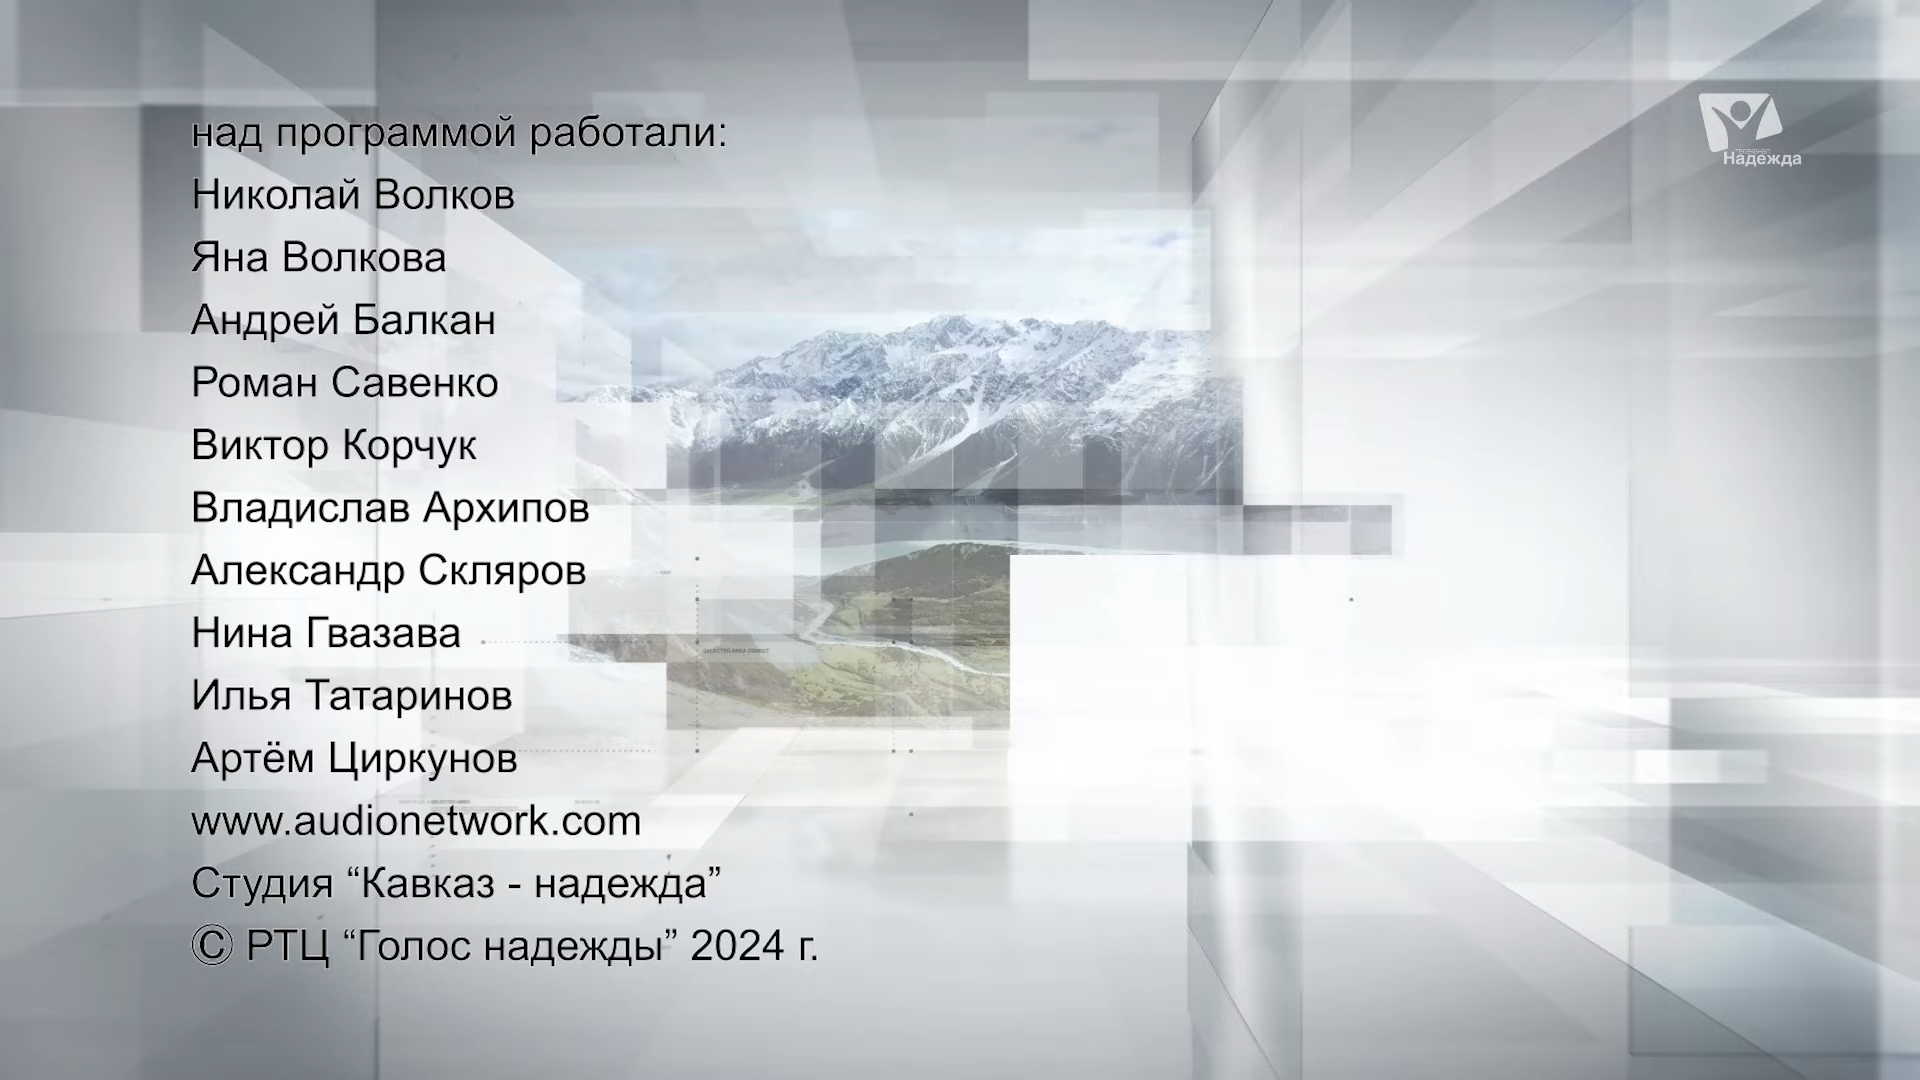 над программой работали:
Николай Волков
Яна Волкова
Андрей Балкан
Роман Савенко
Виктор Корчук
Владислав Архипов
Александр Скляров
Нина Гвазава
Илья Татаринов
Артём Циркунов
www.audionetwork.com
Студия “Кавказ - надежда”
© РТЦ “Голос надежды” 2024 г.
телеканал
Надежда